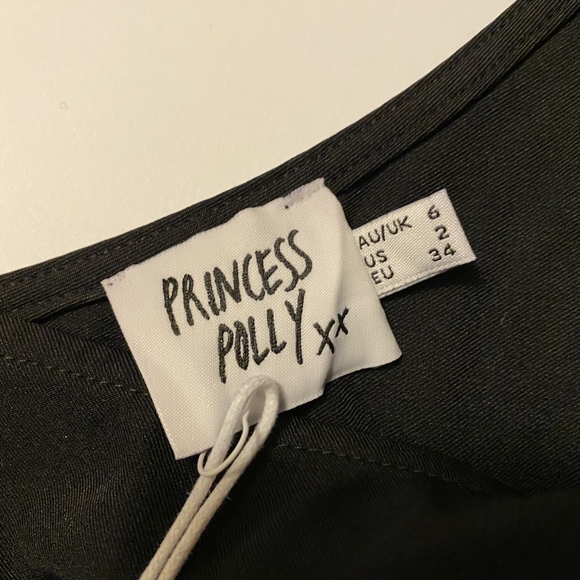 PRINCESS
POLLY xx
AU/UK 6
US 2
EU 34